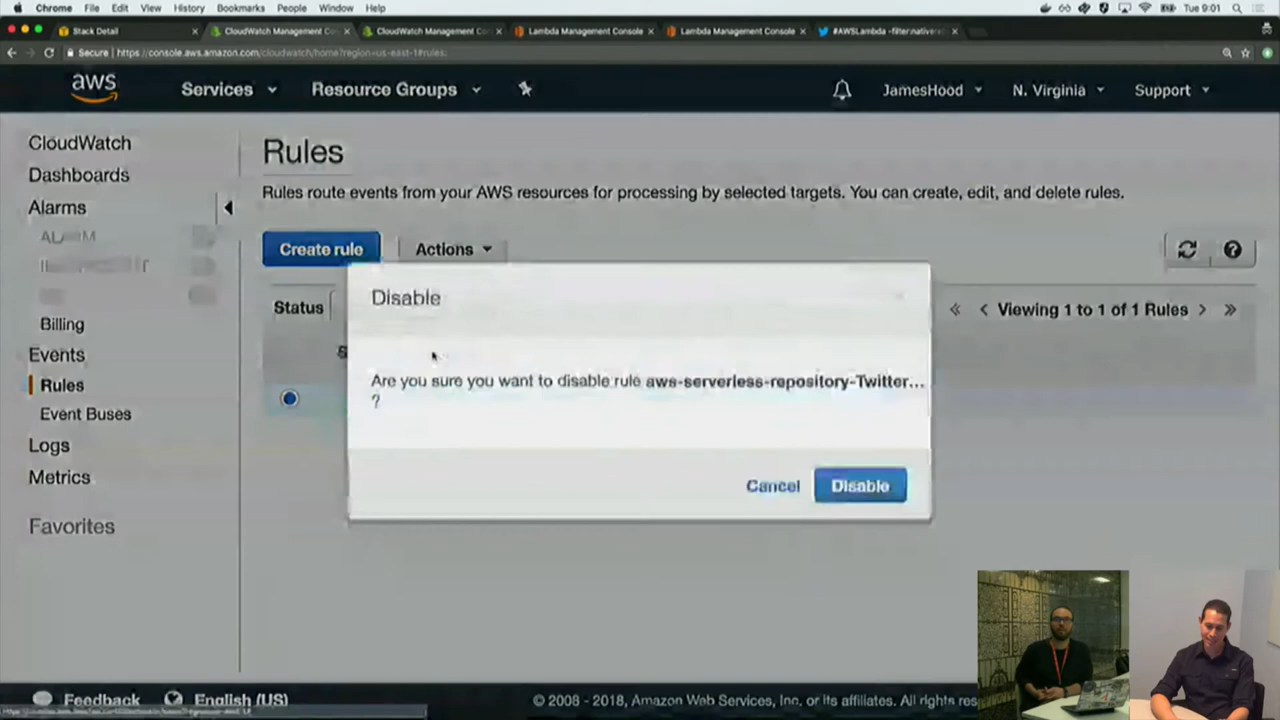 Chrome File Edit View History Bookmarks People Window Help Tue 9:01
Stack Detail × CloudWatch Management Co × CloudWatch Management Con × Lambda Management Console × Lambda Management Console × #AWSLambda -filter:nativere ×
Secure https://console.aws.amazon.com/cloudwatch/home?region=us-east-1#rules:
aws Services Resource Groups JamesHood N. Virginia Support
CloudWatch
Dashboards
Alarms
ALARM
Billing
Events
Rules
Event Buses
Logs
Metrics
Favorites
Rules
Rules route events from your AWS resources for processing by selected targets. You can create, edit, and delete rules.
Create rule Actions
Status « < Viewing 1 to 1 of 1 Rules > »
Disable
Are you sure you want to disable rule aws-serverless-repository-Twitter...
?
Cancel Disable
Feedback English (US) © 2008 - 2018, Amazon Web Services, Inc. or its affiliates. All rights res